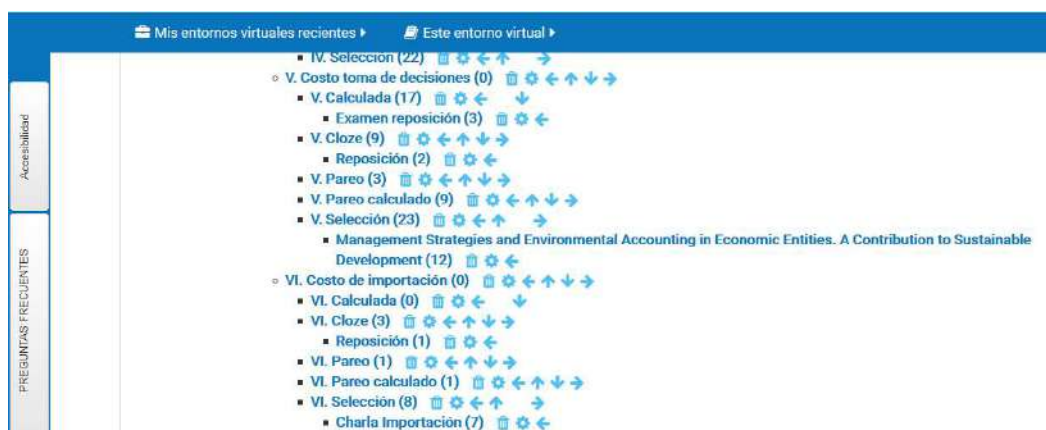 Mis entornos virtuales recientes Este entorno virtual
IV. Selección (22)
V. Costo toma de decisiones (0)
V. Calculada (17)
Examen reposición (3)
V. Cloze (9)
Reposición (2)
V. Pareo (3)
V. Pareo calculado (9)
V. Selección (23)
Management Strategies and Environmental Accounting in Economic Entities. A Contribution to Sustainable
Development (12)
VI. Costo de importación (0)
VI. Calculada (0)
VI. Cloze (3)
Reposición (1)
VI. Pareo (1)
VI. Pareo calculado (1)
VI. Selección (8)
Charla Importación (7)
Accesibilidad
PREGUNTAS FRECUENTES